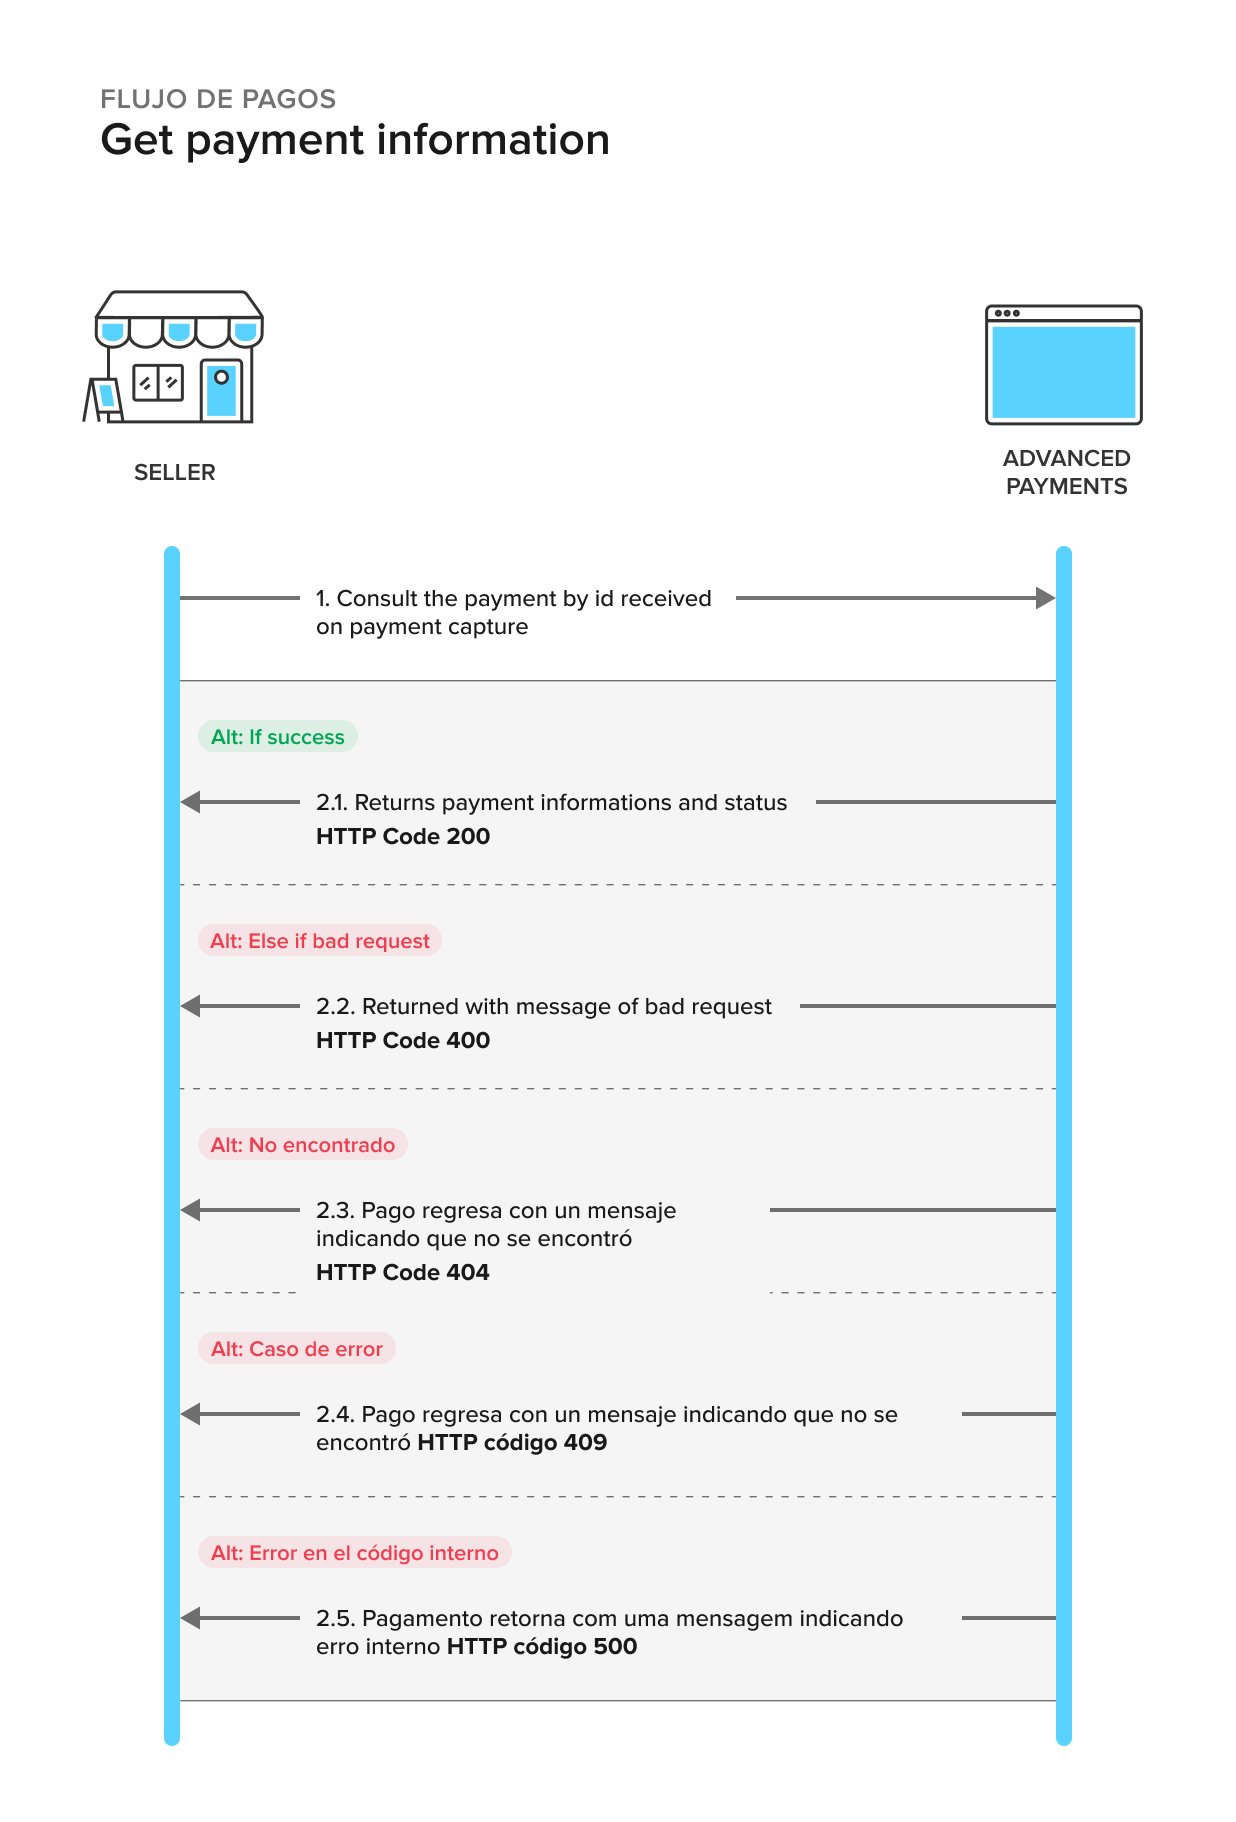 FLUJO DE PAGOS
Get payment information
SELLER
ADVANCED
PAYMENTS
1. Consult the payment by id received
on payment capture
Alt: If success
2.1. Returns payment informations and status
HTTP Code 200
Alt: Else if bad request
2.2. Returned with message of bad request
HTTP Code 400
Alt: No encontrado
2.3. Pago regresa con un mensaje
indicando que no se encontró
HTTP Code 404
Alt: Caso de error
2.4. Pago regresa con un mensaje indicando que no se
encontró HTTP código 409
Alt: Error en el código interno
2.5. Pagamento retorna com uma mensagem indicando
erro interno HTTP código 500